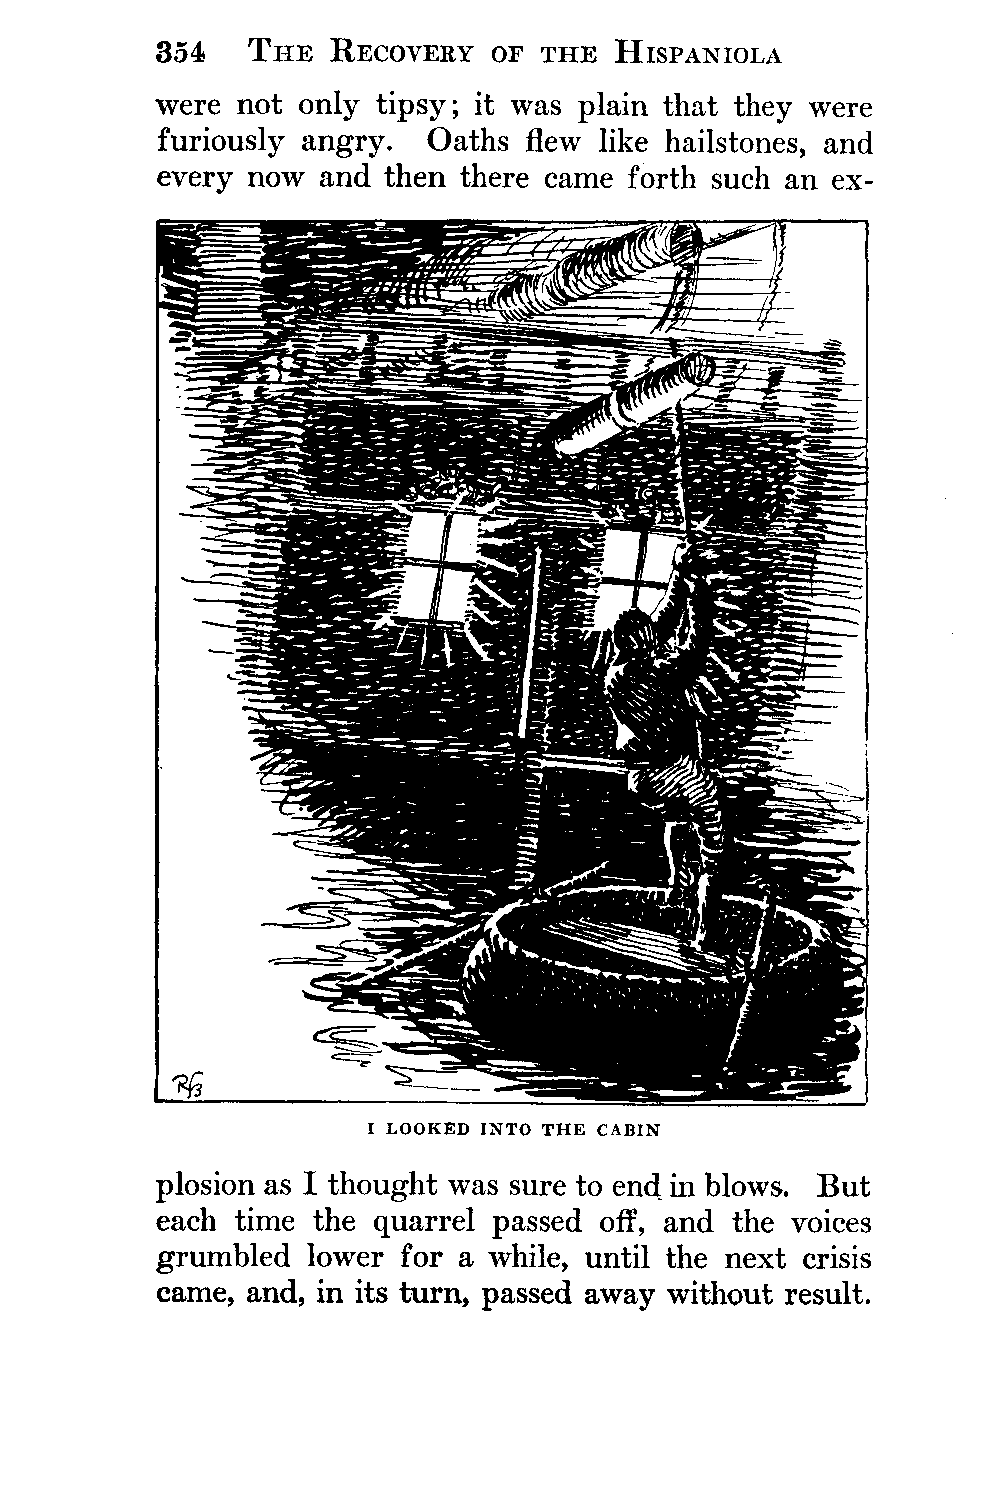 354 THE RECOVERY OF THE HISPANIOLA
were not only tipsy; it was plain that they were
furiously angry. Oaths flew like hailstones, and
every now and then there came forth such an ex-
RFB
I LOOKED INTO THE CABIN
plosion as I thought was sure to end in blows. But
each time the quarrel passed off, and the voices
grumbled lower for a while, until the next crisis
came, and, in its turn, passed away without result.